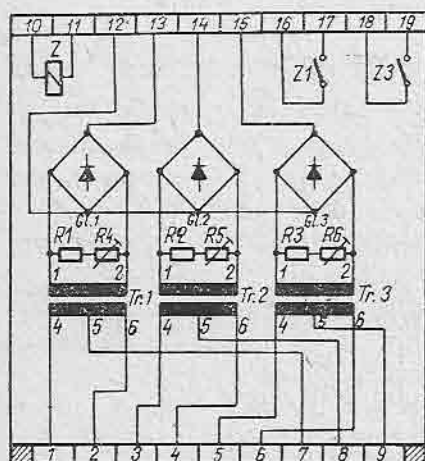 10 11 12 13 14 15 16 17 18 19
Z Z1 Z3
Gl.1 Gl.2 Gl.3
R1 R4 R2 R5 R3 R6
1 2 1 2 1 2
Tr.1 Tr.2 Tr.3
4 5 6 4 5 6 4 5 6
1 2 3 4 5 6 7 8 9